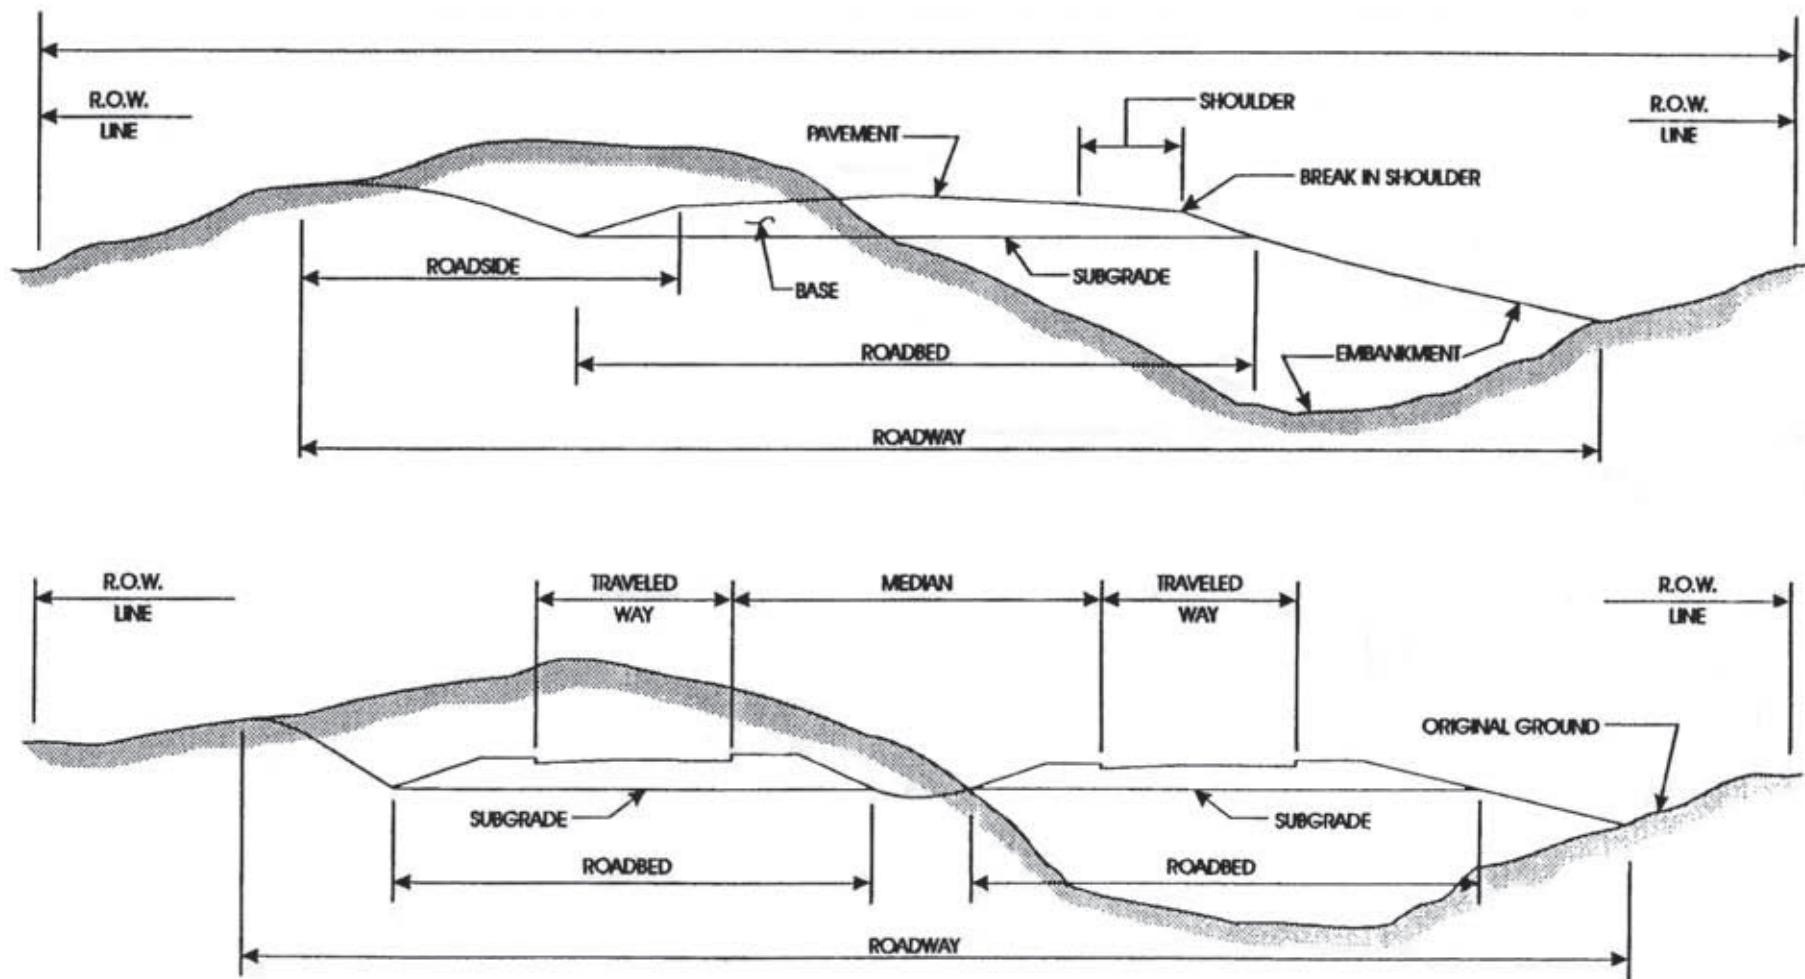 R.O.W.
LINE
PAVEMENT
SHOULDER
R.O.W.
LINE
BREAK IN SHOULDER
ROADSIDE
BASE
SUBGRADE
ROADBED
EMBANKMENT
ROADWAY
R.O.W.
LINE
TRAVELED
WAY
MEDIAN
TRAVELED
WAY
R.O.W.
LINE
ORIGINAL GROUND
SUBGRADE
SUBGRADE
ROADBED
ROADBED
ROADWAY